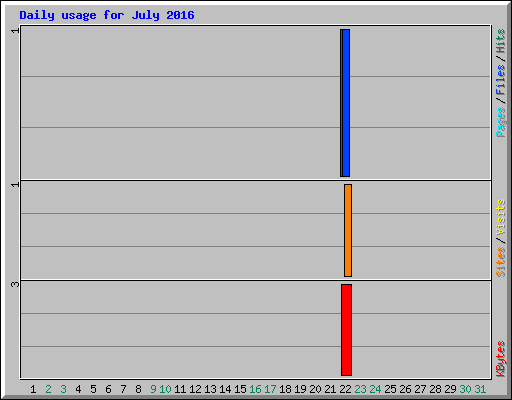 Daily usage for July 2016
1
1
3
Pages / Files / Hits
Sites / Visits
KBytes
1 2 3 4 5 6 7 8 9 10 11 12 13 14 15 16 17 18 19 20 21 22 23 24 25 26 27 28 29 30 31